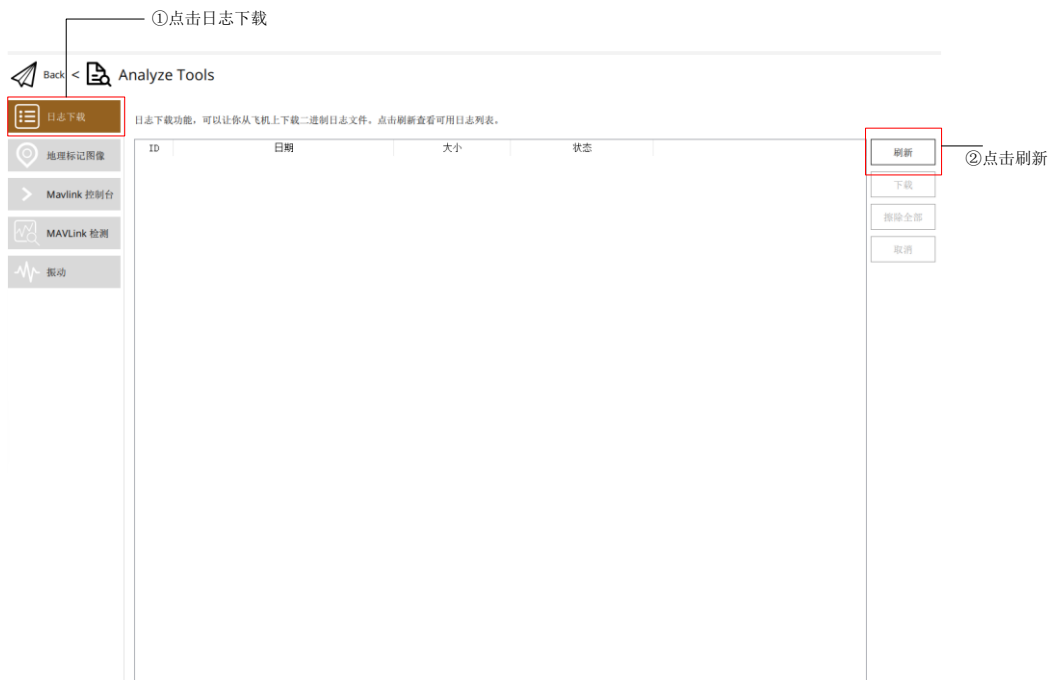 ①点击日志下载
Back < Analyze Tools
日志下载
日志下载功能，可以让你从飞机上下载二进制日志文件。点击刷新查看可用日志列表。
ID 日期 大小 状态
刷新
②点击刷新
地理标记图像
下载
Mavlink 控制台
擦除全部
MAVLink 检测
取消
振动